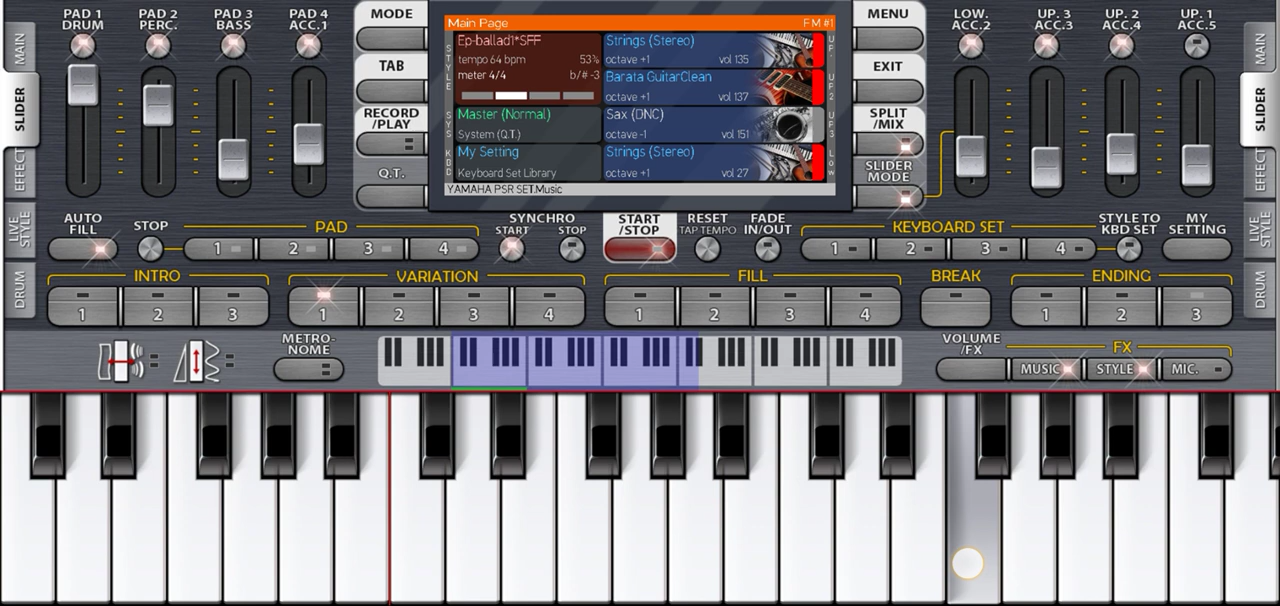 PAD 1
DRUM
PAD 2
PERC.
PAD 3
BASS
PAD 4
ACC.1
MODE
TAB
RECORD
/PLAY
Q.T.
Main Page
FM #1
STYLE
Ep-ballad1*SFF
tempo 64 bpm
53%
meter 4/4
b/# -3
SYS
Master (Normal)
System (Q.T.)
KBD
My Setting
Keyboard Set Library
Strings (Stereo)
octave +1
vol 135
Barata GuitarClean
octave +1
vol 137
UP2
Sax (DNC)
octave -1
vol 151
UP3
Strings (Stereo)
octave +1
vol 27
Low
YAMAHA PSR SET.Music
MENU
EXIT
SPLIT
/MIX
SLIDER
MODE
LOW.
ACC.2
UP. 3
ACC.3
UP. 2
ACC.4
UP. 1
ACC.5
MAIN
SLIDER
EFFECT
LIVE
STYLE
DRUM
MAIN
SLIDER
EFFECT
LIVE
STYLE
DRUM
AUTO
FILL
STOP
PAD
1
2
3
4
SYNCHRO
START
STOP
START
/STOP
RESET
TAP TEMPO
FADE
IN/OUT
KEYBOARD SET
1
2
3
4
STYLE TO
KBD SET
MY
SETTING
INTRO
1
2
3
VARIATION
1
2
3
4
FILL
1
2
3
4
BREAK
ENDING
1
2
3
METRO-
NOME
VOLUME
/FX
FX
MUSIC
STYLE
MIC.